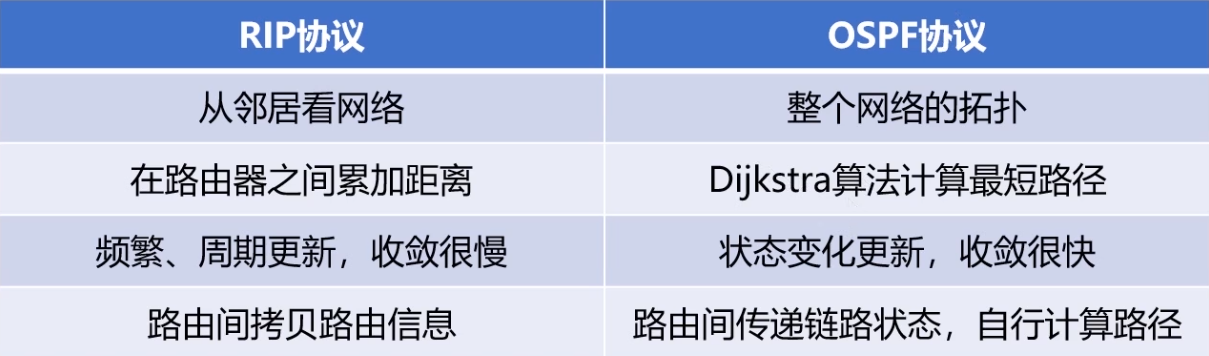 RIP协议
OSPF协议
从邻居看网络
整个网络的拓扑
在路由器之间累加距离
Dijkstra算法计算最短路径
频繁、周期更新，收敛很慢
状态变化更新，收敛很快
路由间拷贝路由信息
路由间传递链路状态，自行计算路径